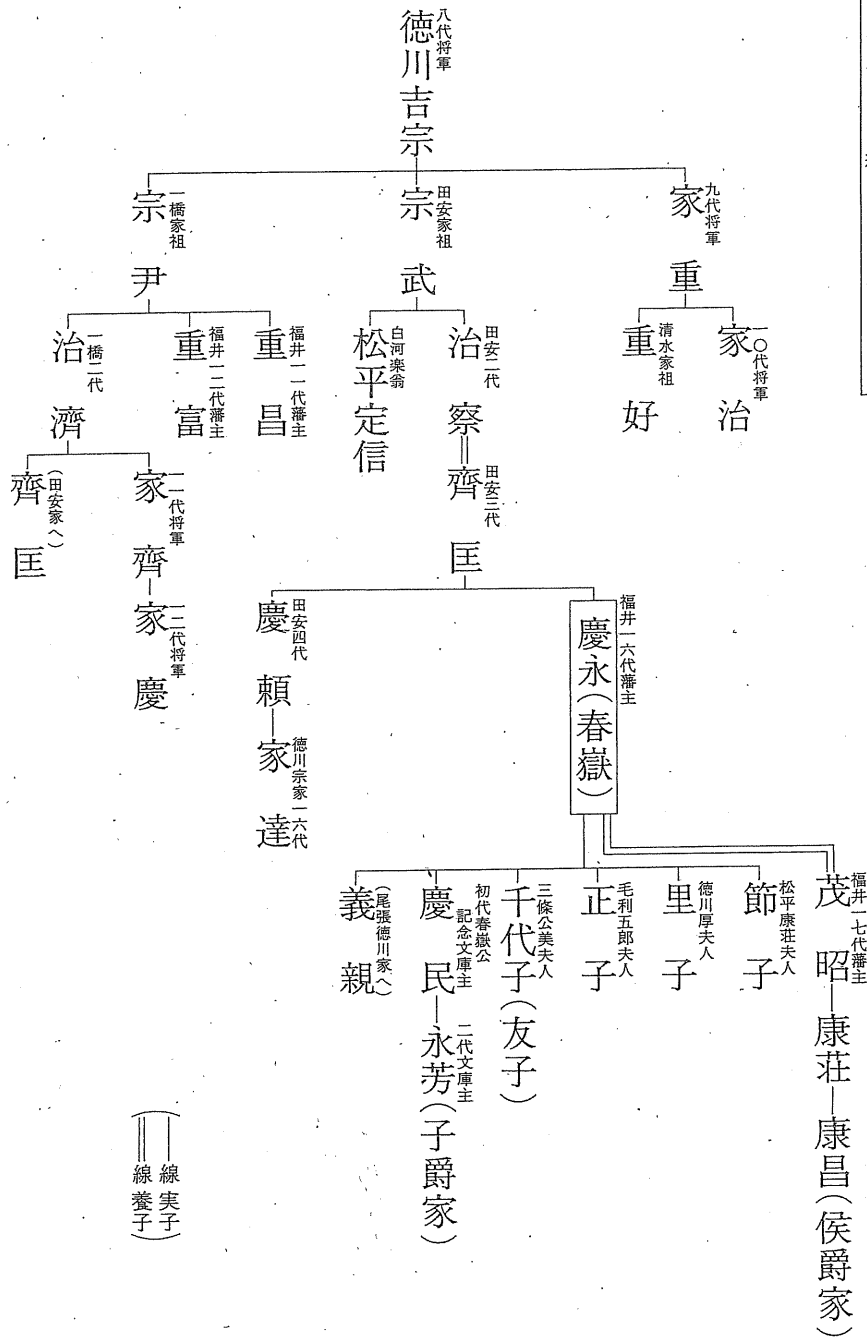 八代将軍
徳川吉宗
九代将軍
家重
一〇代将軍
家治
清水家祖
重好
田安家祖
宗武
田安二代
治察
田安三代
齊匡
白河楽翁
松平定信
一橋家祖
宗尹
福井一一代藩主
重昌
福井一二代藩主
重富
一橋二代
治濟
一一代将軍
家齊
一二代将軍
家慶
(田安家へ)
齊匡
福井一六代藩主
慶永(春嶽)
田安四代
慶頼
徳川宗家一六代
家達
福井一七代藩主
茂昭
康荘
康昌(侯爵家)
松平康荘夫人
節子
徳川厚夫人
里子
毛利五郎夫人
正子
三條公美夫人
千代子(友子)
初代春嶽公
記念文庫主
慶民
二代文庫主
永芳(子爵家)
(尾張徳川家へ)
義親
線実子
線養子